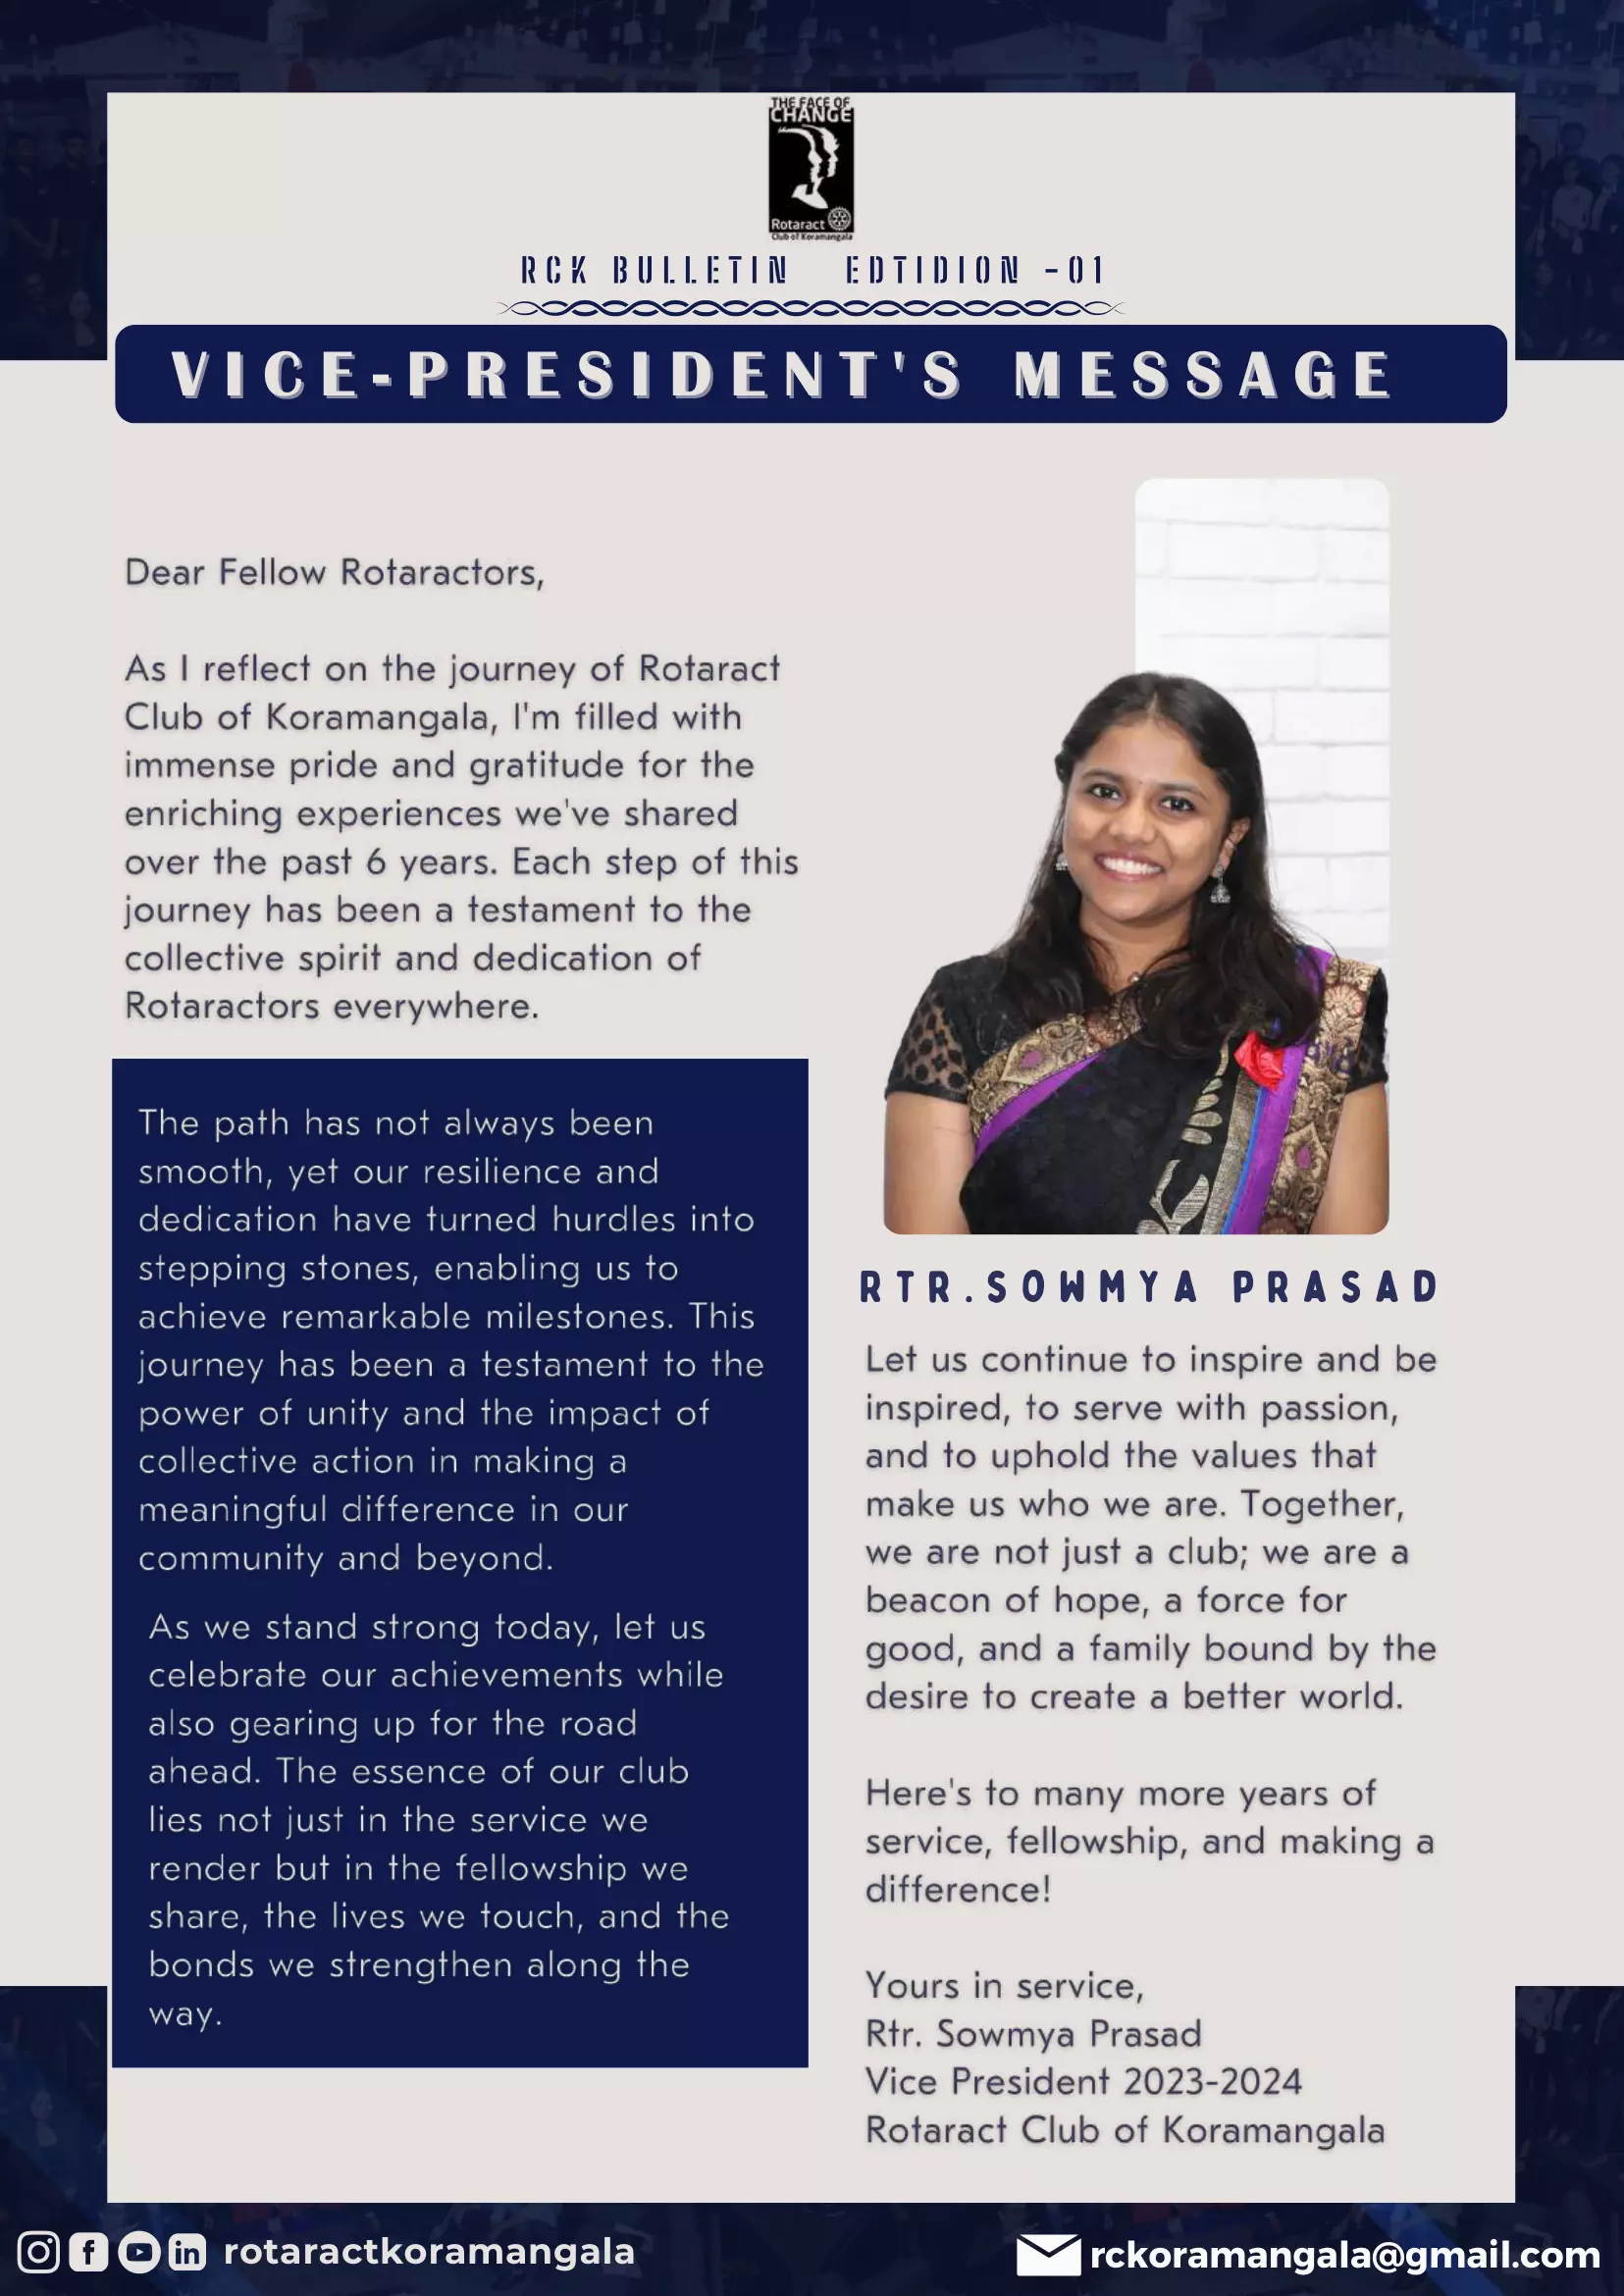 THE FACE OF
CHANGE
Rotaract
Club of Koramangala
RCK BULLETIN EDTIDION -01
VICE-PRESIDENT'S MESSAGE
Dear Fellow Rotaractors,
As I reflect on the journey of Rotaract
Club of Koramangala, I'm filled with
immense pride and gratitude for the
enriching experiences we've shared
over the past 6 years. Each step of this
journey has been a testament to the
collective spirit and dedication of
Rotaractors everywhere.
The path has not always been
smooth, yet our resilience and
dedication have turned hurdles into
stepping stones, enabling us to
achieve remarkable milestones. This
journey has been a testament to the
power of unity and the impact of
collective action in making a
meaningful difference in our
community and beyond.
As we stand strong today, let us
celebrate our achievements while
also gearing up for the road
ahead. The essence of our club
lies not just in the service we
render but in the fellowship we
share, the lives we touch, and the
bonds we strengthen along the
way.
RTR.SOWMYA PRASAD
Let us continue to inspire and be
inspired, to serve with passion,
and to uphold the values that
make us who we are. Together,
we are not just a club; we are a
beacon of hope, a force for
good, and a family bound by the
desire to create a better world.
Here's to many more years of
service, fellowship, and making a
difference!
Yours in service,
Rtr. Sowmya Prasad
Vice President 2023-2024
Rotaract Club of Koramangala
rotaractkoramangala
rckoramangala@gmail.com